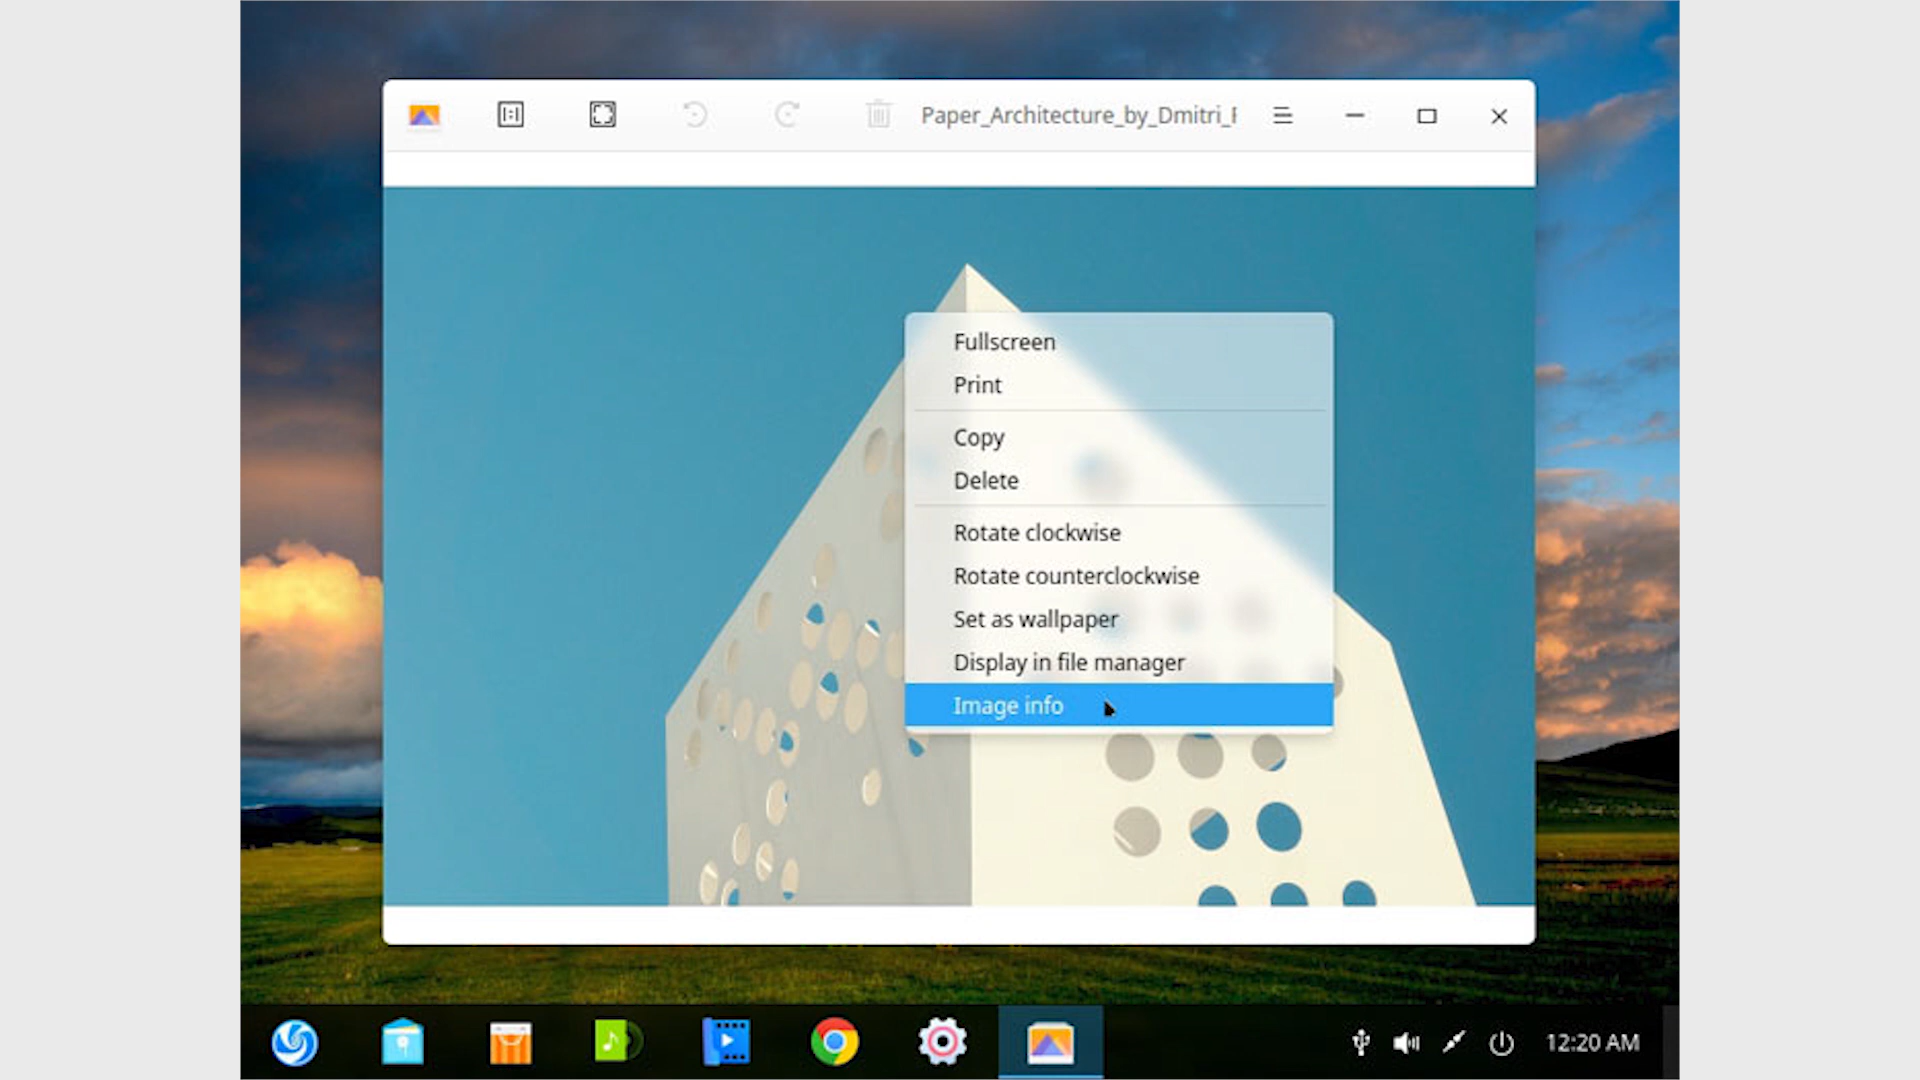 Paper_Architecture_by_Dmitri_
Fullscreen
Print
Copy
Delete
Rotate clockwise
Rotate counterclockwise
Set as wallpaper
Display in file manager
Image info
12:20 AM